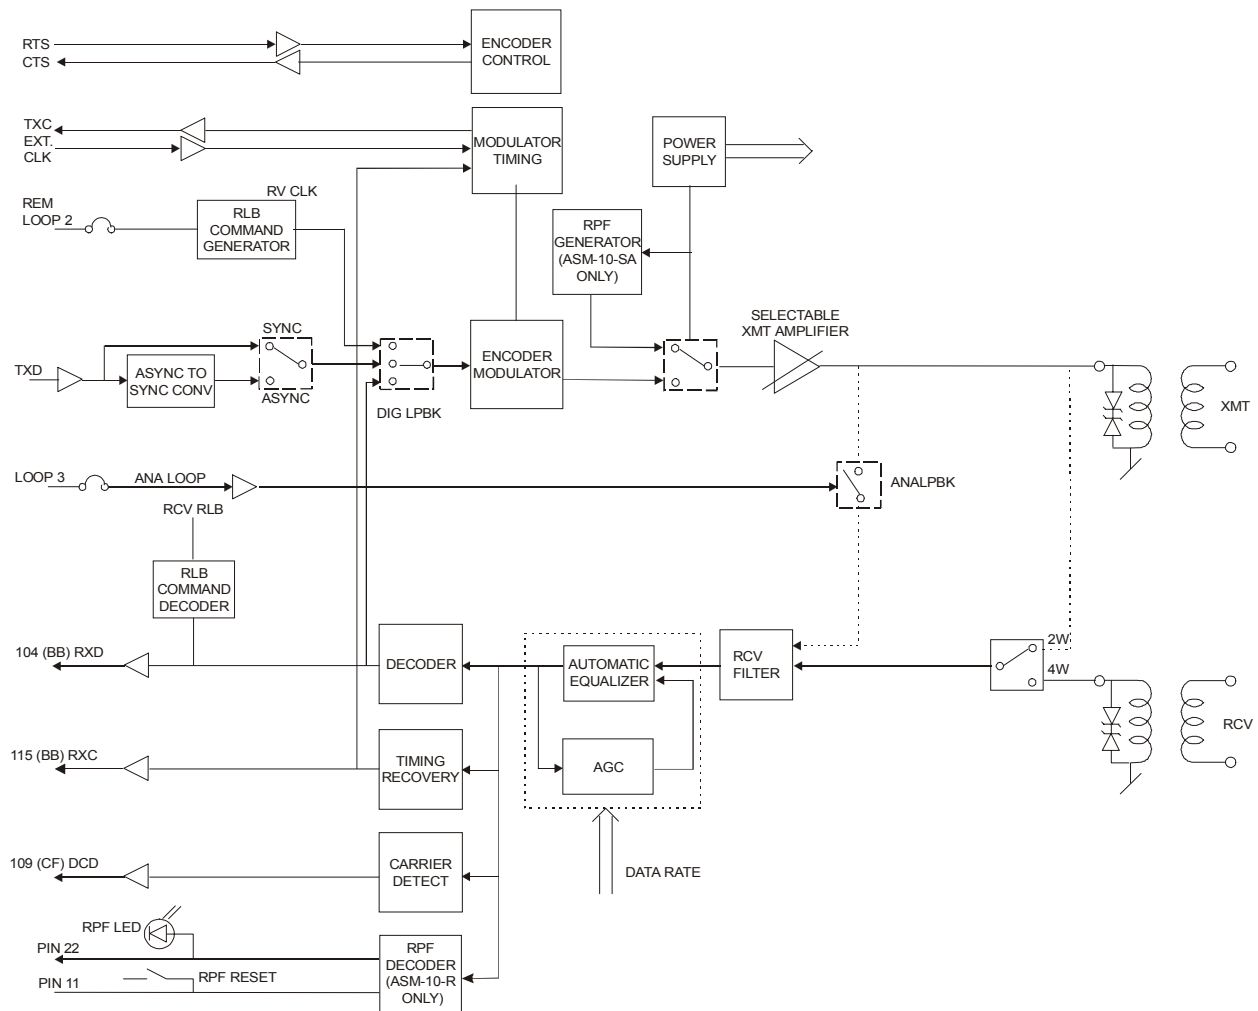 RTS
CTS
ENCODER
CONTROL
TXC
EXT.
CLK
MODULATOR
TIMING
POWER
SUPPLY
REM
LOOP 2
RV CLK
RLB
COMMAND
GENERATOR
RPF
GENERATOR
(ASM-10-SA
ONLY)
TXD
ASYNC TO
SYNC CONV
SYNC
ASYNC
DIG LPBK
ENCODER
MODULATOR
SELECTABLE
XMT AMPLIFIER
XMT
LOOP 3
ANA LOOP
ANALPBK
RCV RLB
RLB
COMMAND
DECODER
104 (BB) RXD
DECODER
AUTOMATIC
EQUALIZER
RCV
FILTER
2W
4W
RCV
115 (BB) RXC
TIMING
RECOVERY
AGC
DATA RATE
109 (CF) DCD
CARRIER
DETECT
RPF LED
PIN 22
RPF RESET
PIN 11
RPF
DECODER
(ASM-10-R
ONLY)